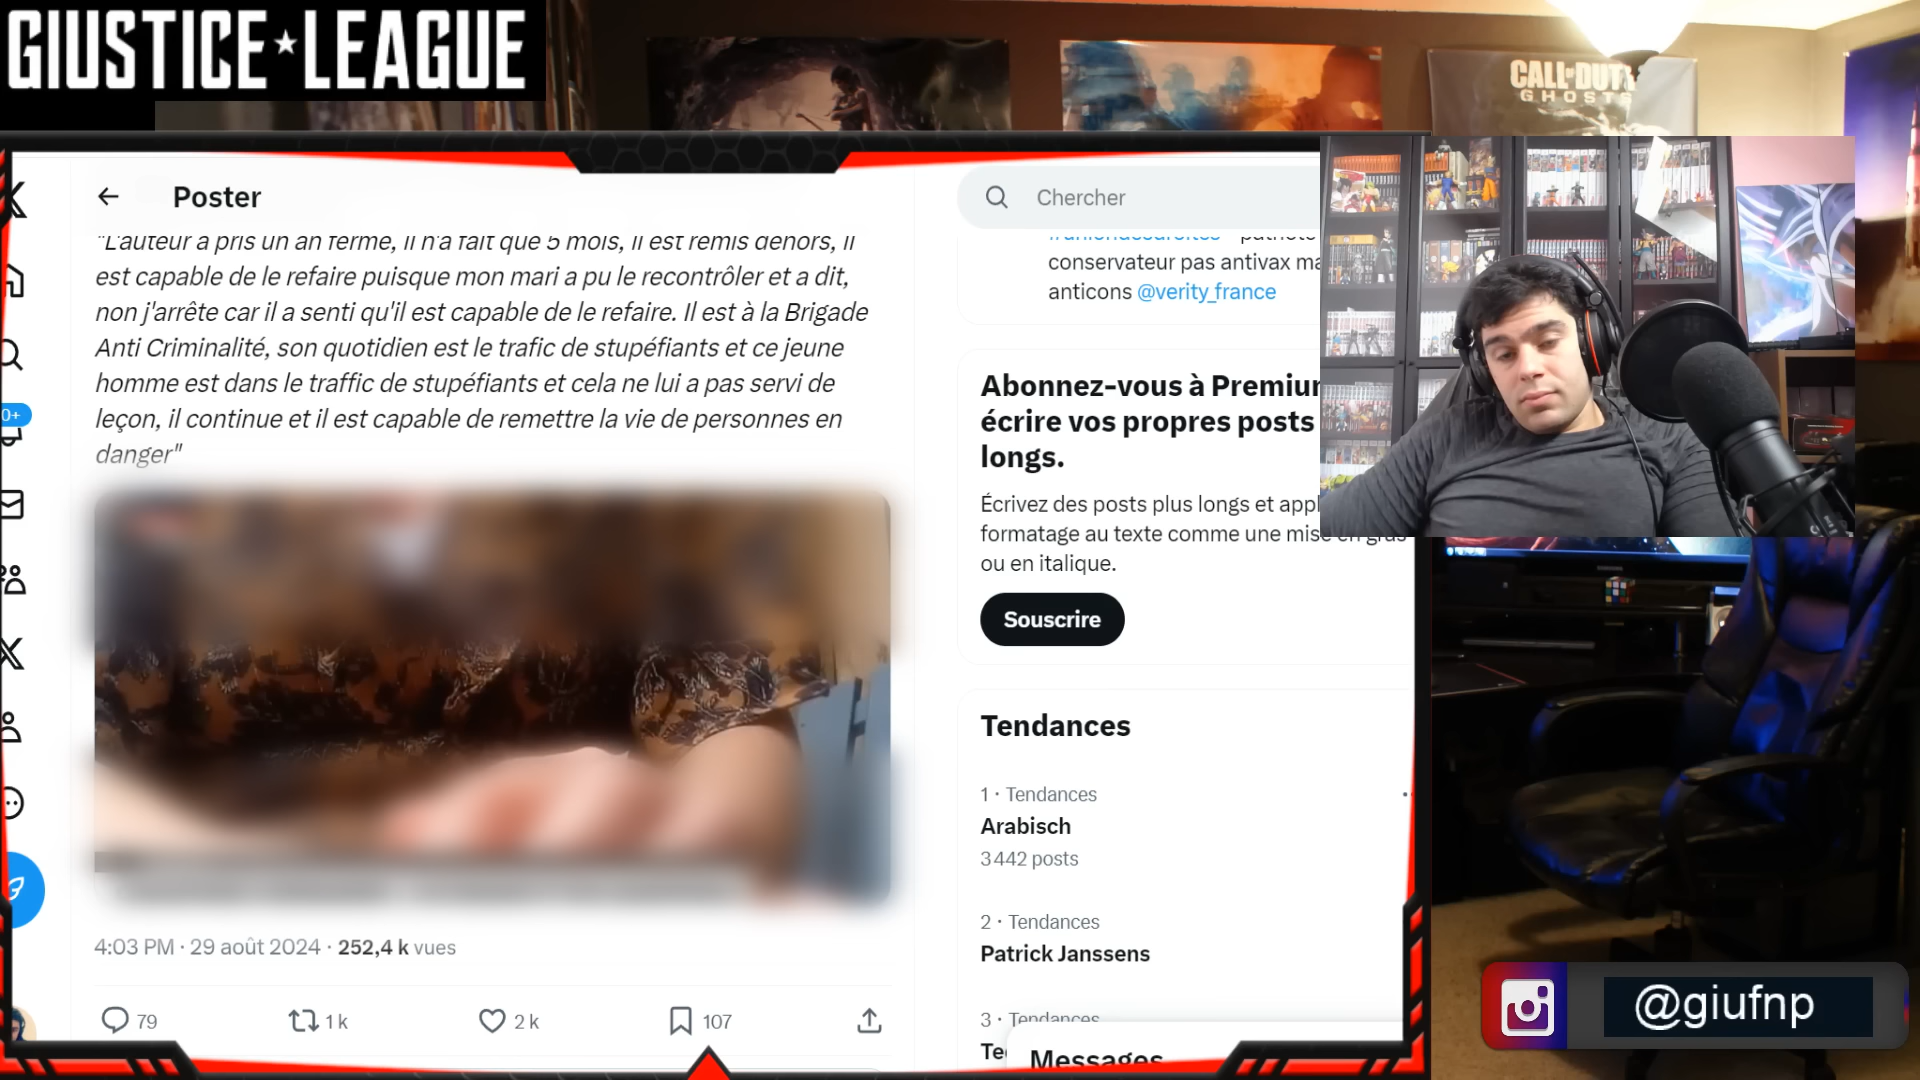 GIUSTICE★LEAGUE
CALL OF DUTY
GHOSTS
Poster
"L'auteur a pris un an ferme, il n'a fait que 5 mois, il est remis dehors, il
est capable de le refaire puisque mon mari a pu le recontrôler et a dit,
non j'arrête car il a senti qu'il est capable de le refaire. Il est à la Brigade
Anti Criminalité, son quotidien est le trafic de stupéfiants et ce jeune
homme est dans le traffic de stupéfiants et cela ne lui a pas servi de
leçon, il continue et il est capable de remettre la vie de personnes en
danger"
4:03 PM · 29 août 2024 · 252,4 k vues
79
1 k
2 k
107
0+
Chercher
conservateur pas antivax
anticons @verity_france
Abonnez-vous à
écrire vos propres posts
longs.
Écrivez des posts plus longs et
formatage au texte comme une mise en gras
ou en italique.
Souscrire
Tendances
1 · Tendances
Arabisch
3 442 posts
2 · Tendances
Patrick Janssens
3 · Tendances
Messages
@giufnp